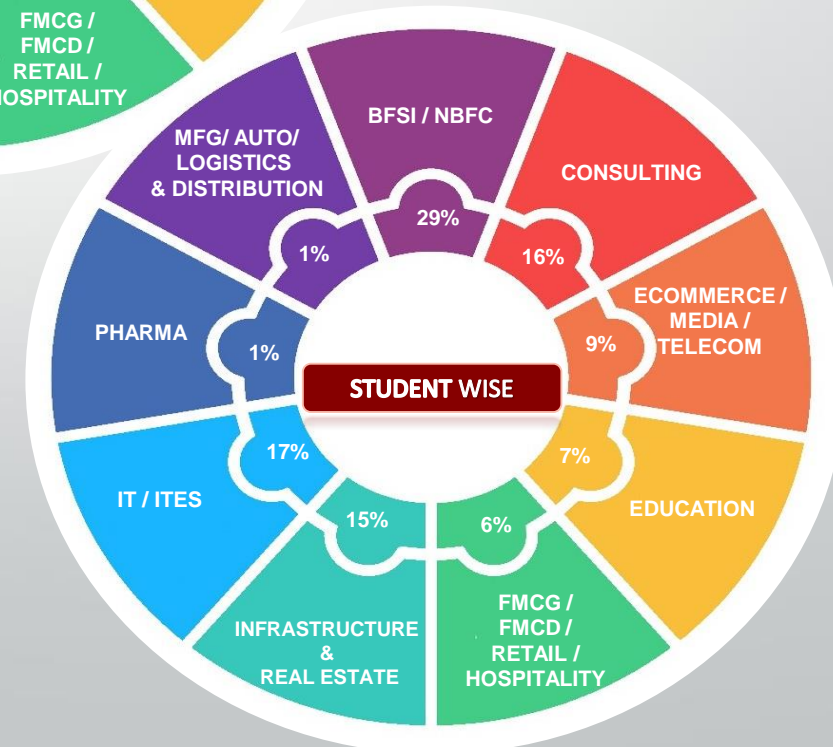 FMCG /
FMCD /
RETAIL /
HOSPITALITY
BFSI / NBFC
29%
CONSULTING
16%
ECOMMERCE /
MEDIA /
TELECOM
9%
EDUCATION
7%
FMCG /
FMCD /
RETAIL /
HOSPITALITY
6%
INFRASTRUCTURE
&
REAL ESTATE
15%
IT / ITES
17%
PHARMA
1%
MFG/ AUTO/
LOGISTICS
& DISTRIBUTION
1%
STUDENT WISE